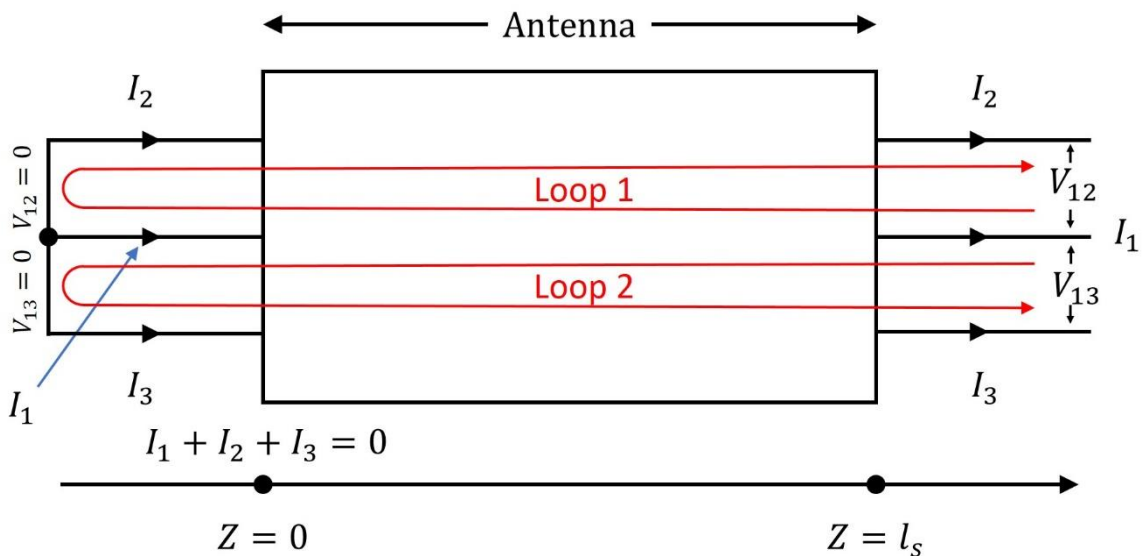 Antenna
I₂
I₂
V₁₂ = 0
Loop 1
V₁₂
I₁
V₁₃ = 0
Loop 2
V₁₃
I₁
I₃
I₃
I₁ + I₂ + I₃ = 0
Z = 0
Z = lₛ